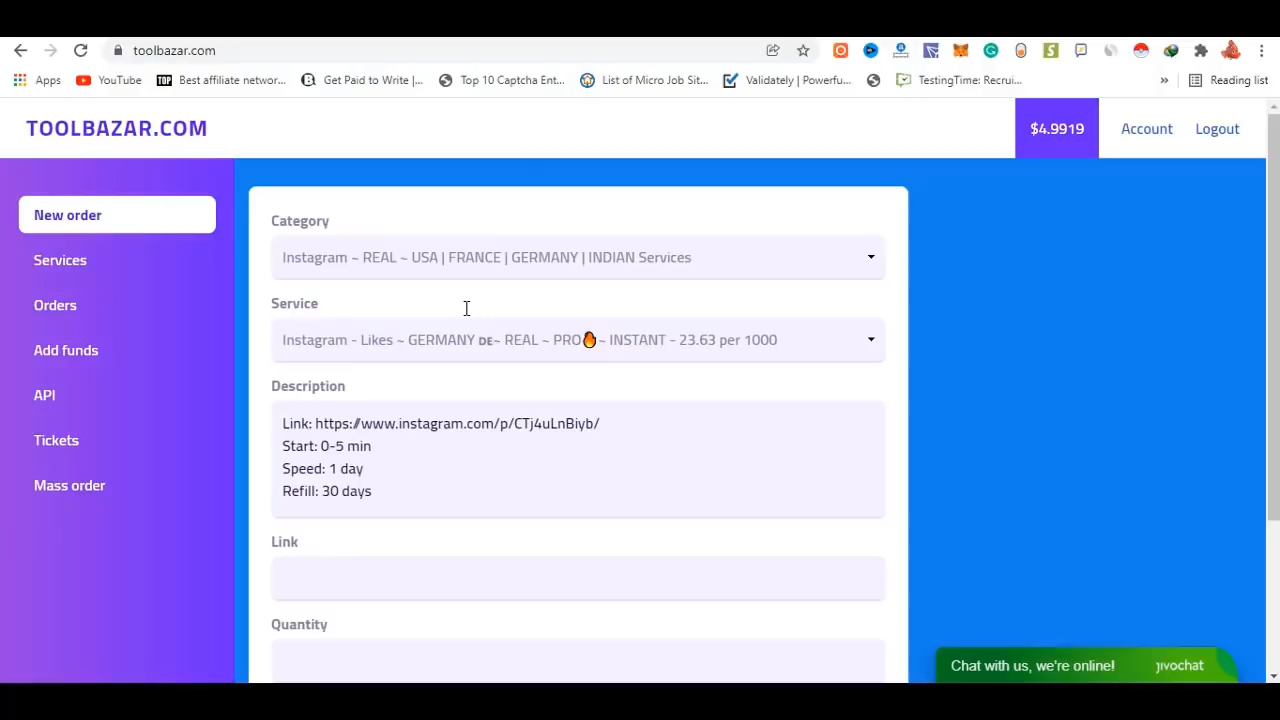 toolbazar.com
Apps YouTube Best affiliate networ... Get Paid to Write |... Top 10 Captcha Ent... List of Micro Job Sit... Validately | Powerfu... TestingTime: Recrui... » Reading list
TOOLBAZAR.COM
$4.9919 Account Logout
New order
Services
Orders
Add funds
API
Tickets
Mass order
Category
Instagram ~ REAL ~ USA | FRANCE | GERMANY | INDIAN Services
Service
Instagram - Likes ~ GERMANY DE~ REAL ~ PRO🔥~ INSTANT - 23.63 per 1000
Description
Link: https://www.instagram.com/p/CTj4uLnBiyb/
Start: 0-5 min
Speed: 1 day
Refill: 30 days
Link
Quantity
Chat with us, we're online! jivochat